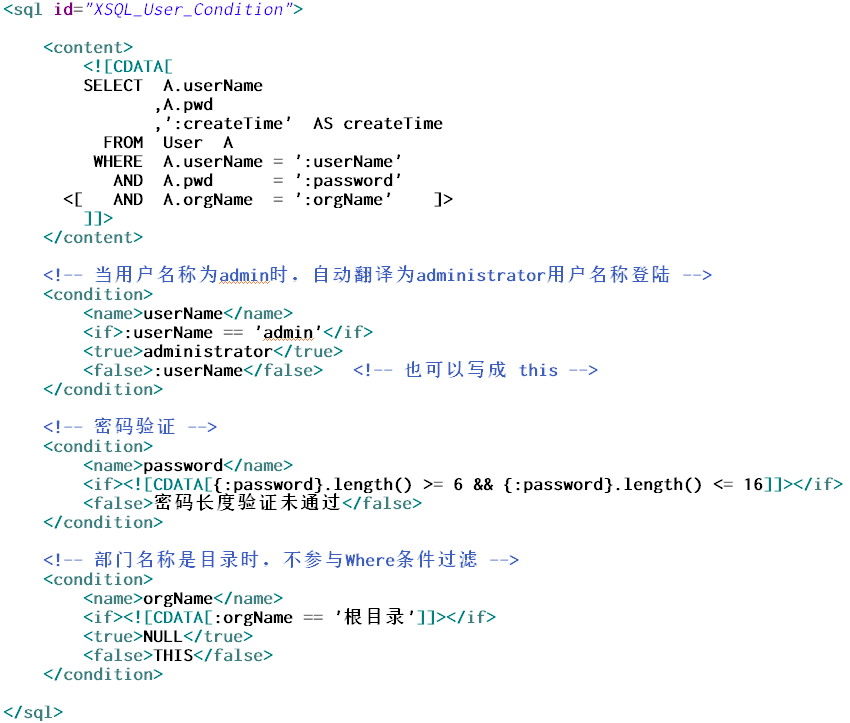 <sql id="XSQL_User_Condition">
<content>
<![CDATA[
SELECT  A.userName
,A.pwd
,':createTime'  AS createTime
FROM  User  A
WHERE  A.userName = ':userName'
AND  A.pwd      = ':password'
<[   AND  A.orgName  = ':orgName'    ]>
]]>
</content>
<!-- 当用户名称为admin时．自动翻译为administrator用户名称登陆 -->
<condition>
<name>userName</name>
<if>:userName == 'admin'</if>
<true>administrator</true>
<false>:userName</false>   <!-- 也可以写成 this -->
</condition>
<!-- 密码验证 -->
<condition>
<name>password</name>
<if><![CDATA[{:password}.length() >= 6 && {:password}.length() <= 16]]></if>
<false>密码长度验证未通过</false>
</condition>
<!-- 部门名称是目录时．不参与Where条件过滤 -->
<condition>
<name>orgName</name>
<if><![CDATA[:orgName == '根目录']]></if>
<true>NULL</true>
<false>THIS</false>
</condition>
</sql>